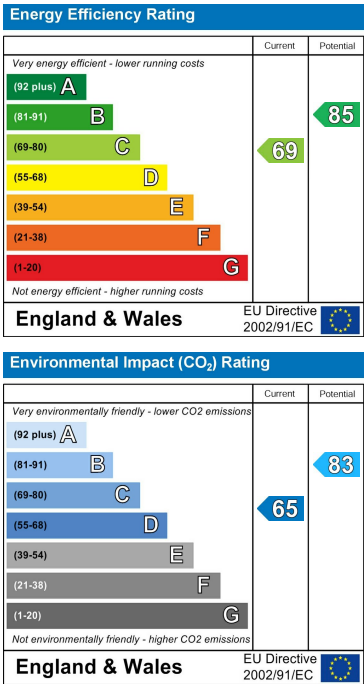 Energy Efficiency Rating
Current Potential
Very energy efficient - lower running costs
(92 plus) A
(81-91) B
85
(69-80) C
69
(55-68) D
(39-54) E
(21-38) F
(1-20) G
Not energy efficient - higher running costs
England & Wales
EU Directive
2002/91/EC
Environmental Impact (CO₂) Rating
Current Potential
Very environmentally friendly - lower CO2 emissions
(92 plus) A
(81-91) B
83
(69-80) C
65
(55-68) D
(39-54) E
(21-38) F
(1-20) G
Not environmentally friendly - higher CO2 emissions
England & Wales
EU Directive
2002/91/EC